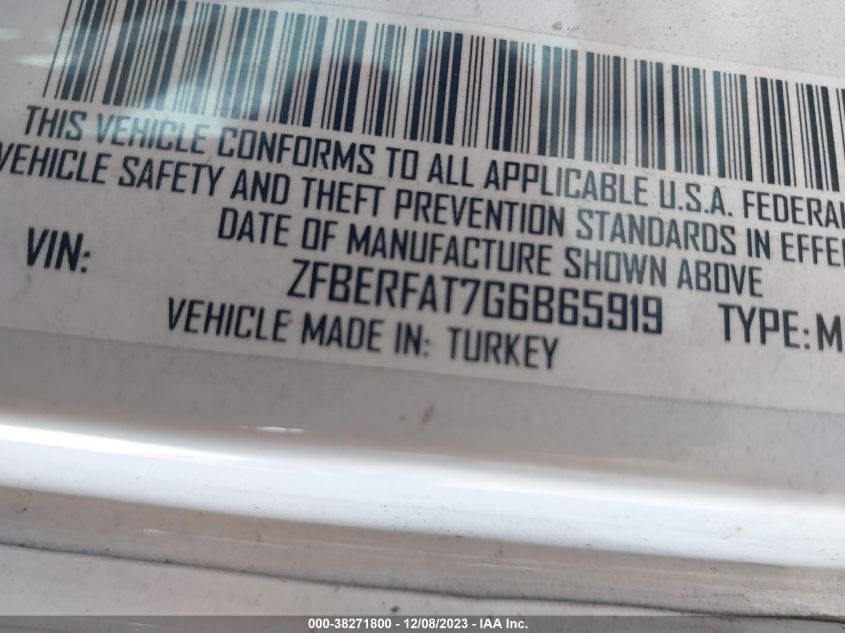 THIS VEHICLE CONFORMS TO ALL APPLICABLE U.S.A. FEDERAL
VEHICLE SAFETY AND THEFT PREVENTION STANDARDS IN EFFE
DATE OF MANUFACTURE SHOWN ABOVE
VIN: ZFBERFAT7G6B65919 TYPE: M
VEHICLE MADE IN: TURKEY
000-38271800 - 12/08/2023 - IAA Inc.